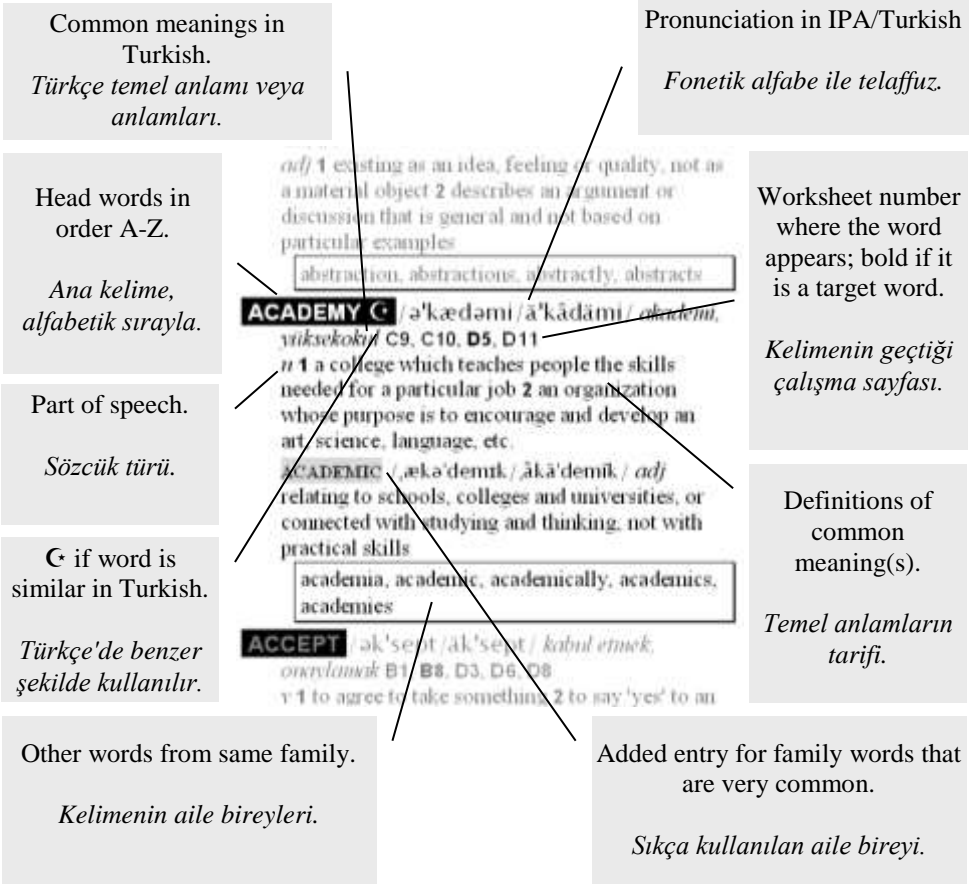 Common meanings in
Turkish.
Türkçe temel anlamı veya
anlamları.
Pronunciation in IPA/Turkish
Fonetik alfabe ile telaffuz.
Head words in
order A-Z.
Ana kelime,
alfabetik sırayla.
Part of speech.
Sözcük türü.
☪ if word is
similar in Turkish.
Türkçe'de benzer
şekilde kullanılır.
adj 1 existing as an idea, feeling or quality, not as
a material object 2 describes an argument or
discussion that is general and not based on
particular examples
abstraction, abstractions, abstractly, abstracts
ACADEMY ☪ /ə'kædəmi/ä'kâdämi/ akademi,
yüksekokul C9, C10, D5, D11
n 1 a college which teaches people the skills
needed for a particular job 2 an organization
whose purpose is to encourage and develop an
art, science, language, etc.
ACADEMIC /ˌækə'demɪk/ˌâkä'demîk/ adj
relating to schools, colleges and universities, or
connected with studying and thinking, not with
practical skills
academia, academic, academically, academics,
academies
ACCEPT /ək'sept/äk'sept/ kabul etmek,
onaylamak B1, B8, D3, D6, D8
v 1 to agree to take something 2 to say 'yes' to an
Worksheet number
where the word
appears; bold if it
is a target word.
Kelimenin geçtiği
çalışma sayfası.
Definitions of
common
meaning(s).
Temel anlamların
tarifi.
Other words from same family.
Kelimenin aile bireyleri.
Added entry for family words that
are very common.
Sıkça kullanılan aile bireyi.